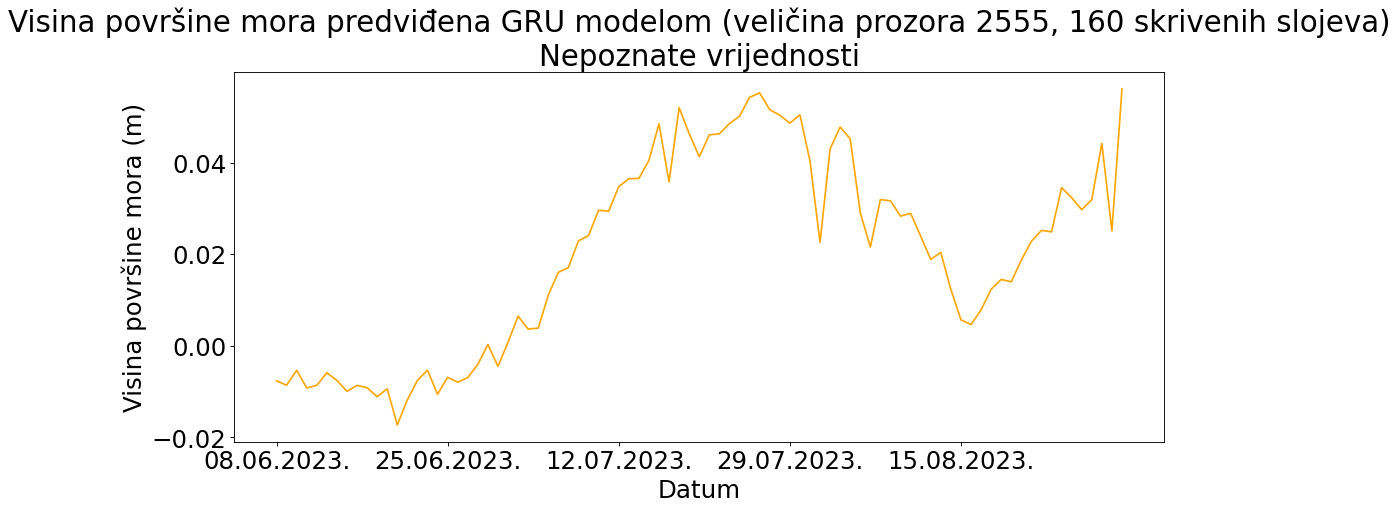 Visina površine mora predviđena GRU modelom (veličina prozora 2555, 160 skrivenih slojeva)
Nepoznate vrijednosti
Visina površine mora (m)
0.04
0.02
0.00
−0.02
08.06.2023. 25.06.2023. 12.07.2023. 29.07.2023. 15.08.2023.
Datum